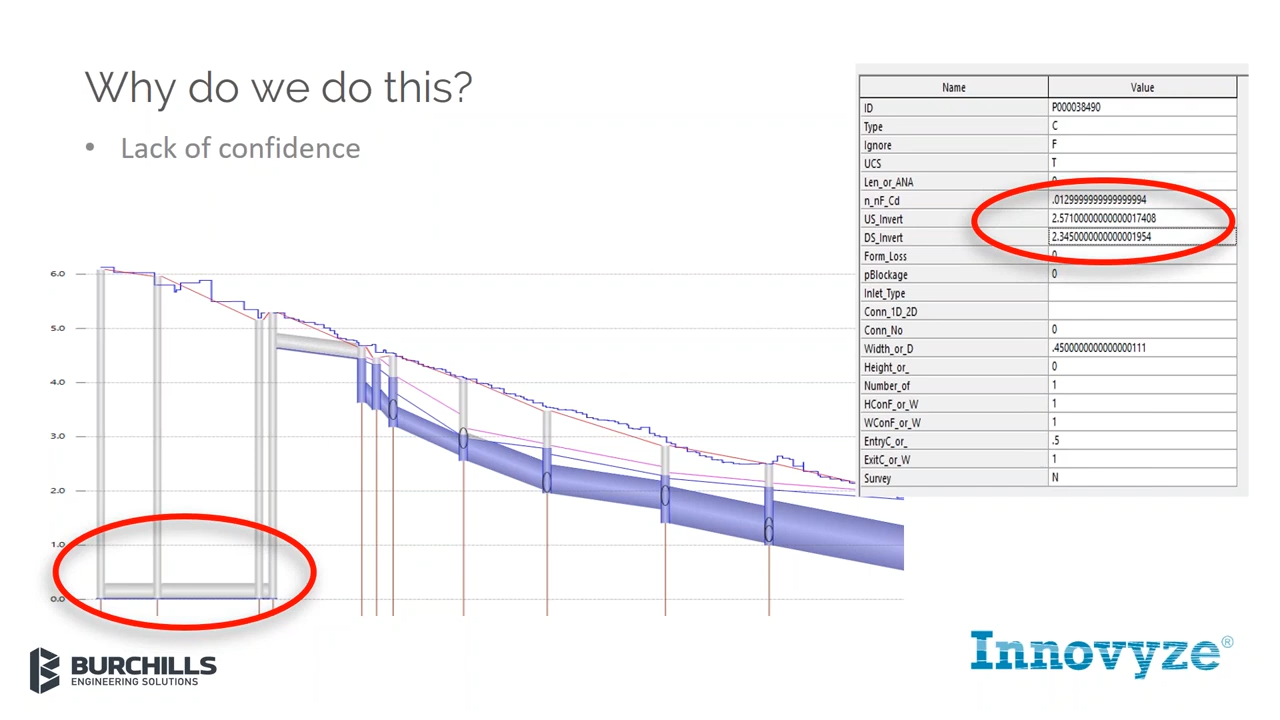 Why do we do this?
• Lack of confidence
Name Value
ID P000038490
Type C
Ignore F
UCS T
Len_or_ANA 0
n_nF_Cd .0129999999999999994
US_Invert 2.5710000000000017408
DS_Invert 2.3450000000000001954
Form_Loss 0
pBlockage 0
Inlet_Type
Conn_1D_2D
Conn_No 0
Width_or_D .4500000000000000111
Height_or_ 0
Number_of 1
HConF_or_W 1
WConF_or_W 1
EntryC_or_ .5
ExitC_or_W 1
Survey N
6.0
5.0
4.0
3.0
2.0
1.0
0.0
BURCHILLS
ENGINEERING SOLUTIONS
Innovyze®